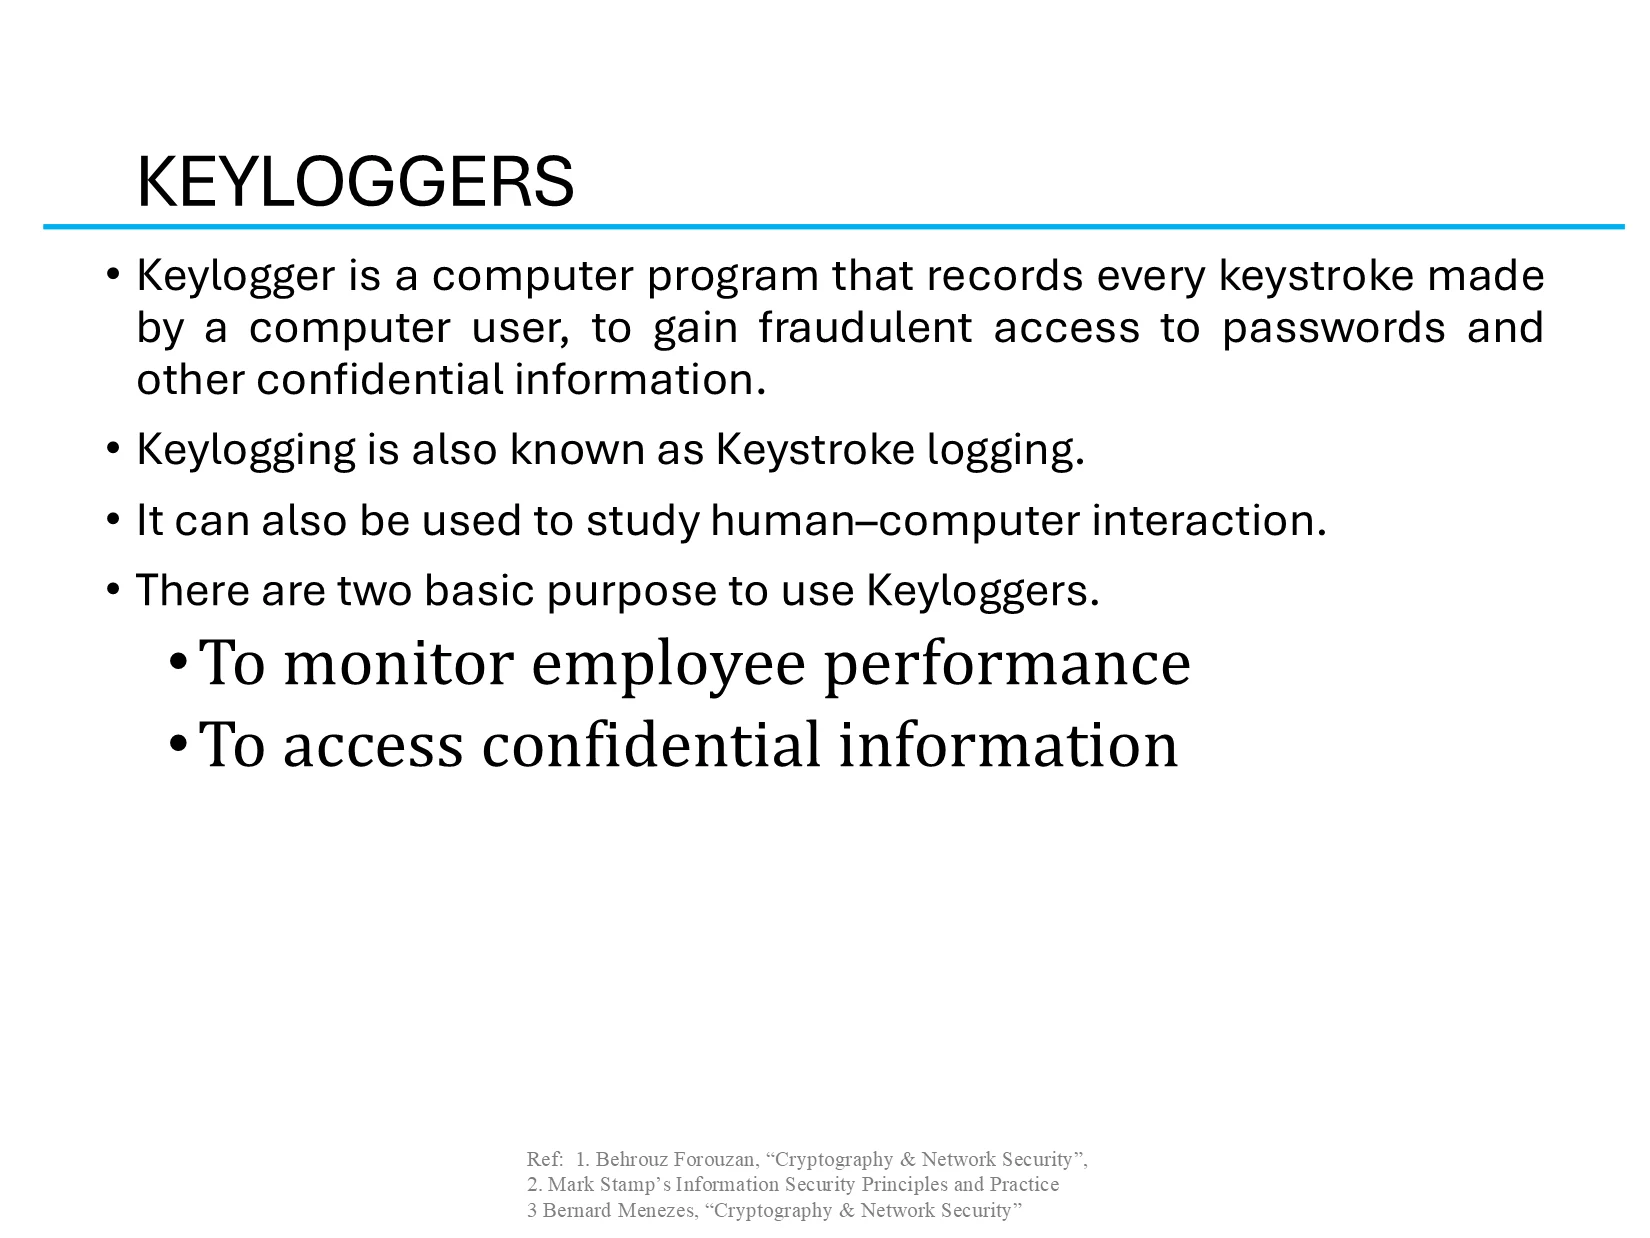 KEYLOGGERS
• Keylogger is a computer program that records every keystroke made
by a computer user, to gain fraudulent access to passwords and
other confidential information.
• Keylogging is also known as Keystroke logging.
• It can also be used to study human–computer interaction.
• There are two basic purpose to use Keyloggers.
• To monitor employee performance
• To access confidential information
Ref: 1. Behrouz Forouzan, “Cryptography & Network Security”,
2. Mark Stamp’s Information Security Principles and Practice
3 Bernard Menezes, “Cryptography & Network Security”